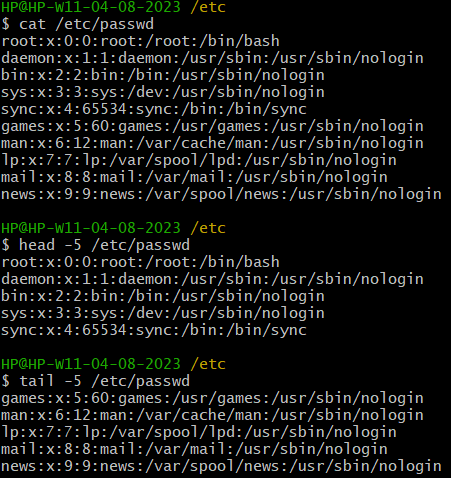 HP@HP-W11-04-08-2023 /etc
$ cat /etc/passwd
root:x:0:0:root:/root:/bin/bash
daemon:x:1:1:daemon:/usr/sbin:/usr/sbin/nologin
bin:x:2:2:bin:/bin:/usr/sbin/nologin
sys:x:3:3:sys:/dev:/usr/sbin/nologin
sync:x:4:65534:sync:/bin:/bin/sync
games:x:5:60:games:/usr/games:/usr/sbin/nologin
man:x:6:12:man:/var/cache/man:/usr/sbin/nologin
lp:x:7:7:lp:/var/spool/lpd:/usr/sbin/nologin
mail:x:8:8:mail:/var/mail:/usr/sbin/nologin
news:x:9:9:news:/var/spool/news:/usr/sbin/nologin
HP@HP-W11-04-08-2023 /etc
$ head -5 /etc/passwd
root:x:0:0:root:/root:/bin/bash
daemon:x:1:1:daemon:/usr/sbin:/usr/sbin/nologin
bin:x:2:2:bin:/bin:/usr/sbin/nologin
sys:x:3:3:sys:/dev:/usr/sbin/nologin
sync:x:4:65534:sync:/bin:/bin/sync
HP@HP-W11-04-08-2023 /etc
$ tail -5 /etc/passwd
games:x:5:60:games:/usr/games:/usr/sbin/nologin
man:x:6:12:man:/var/cache/man:/usr/sbin/nologin
lp:x:7:7:lp:/var/spool/lpd:/usr/sbin/nologin
mail:x:8:8:mail:/var/mail:/usr/sbin/nologin
news:x:9:9:news:/var/spool/news:/usr/sbin/nologin